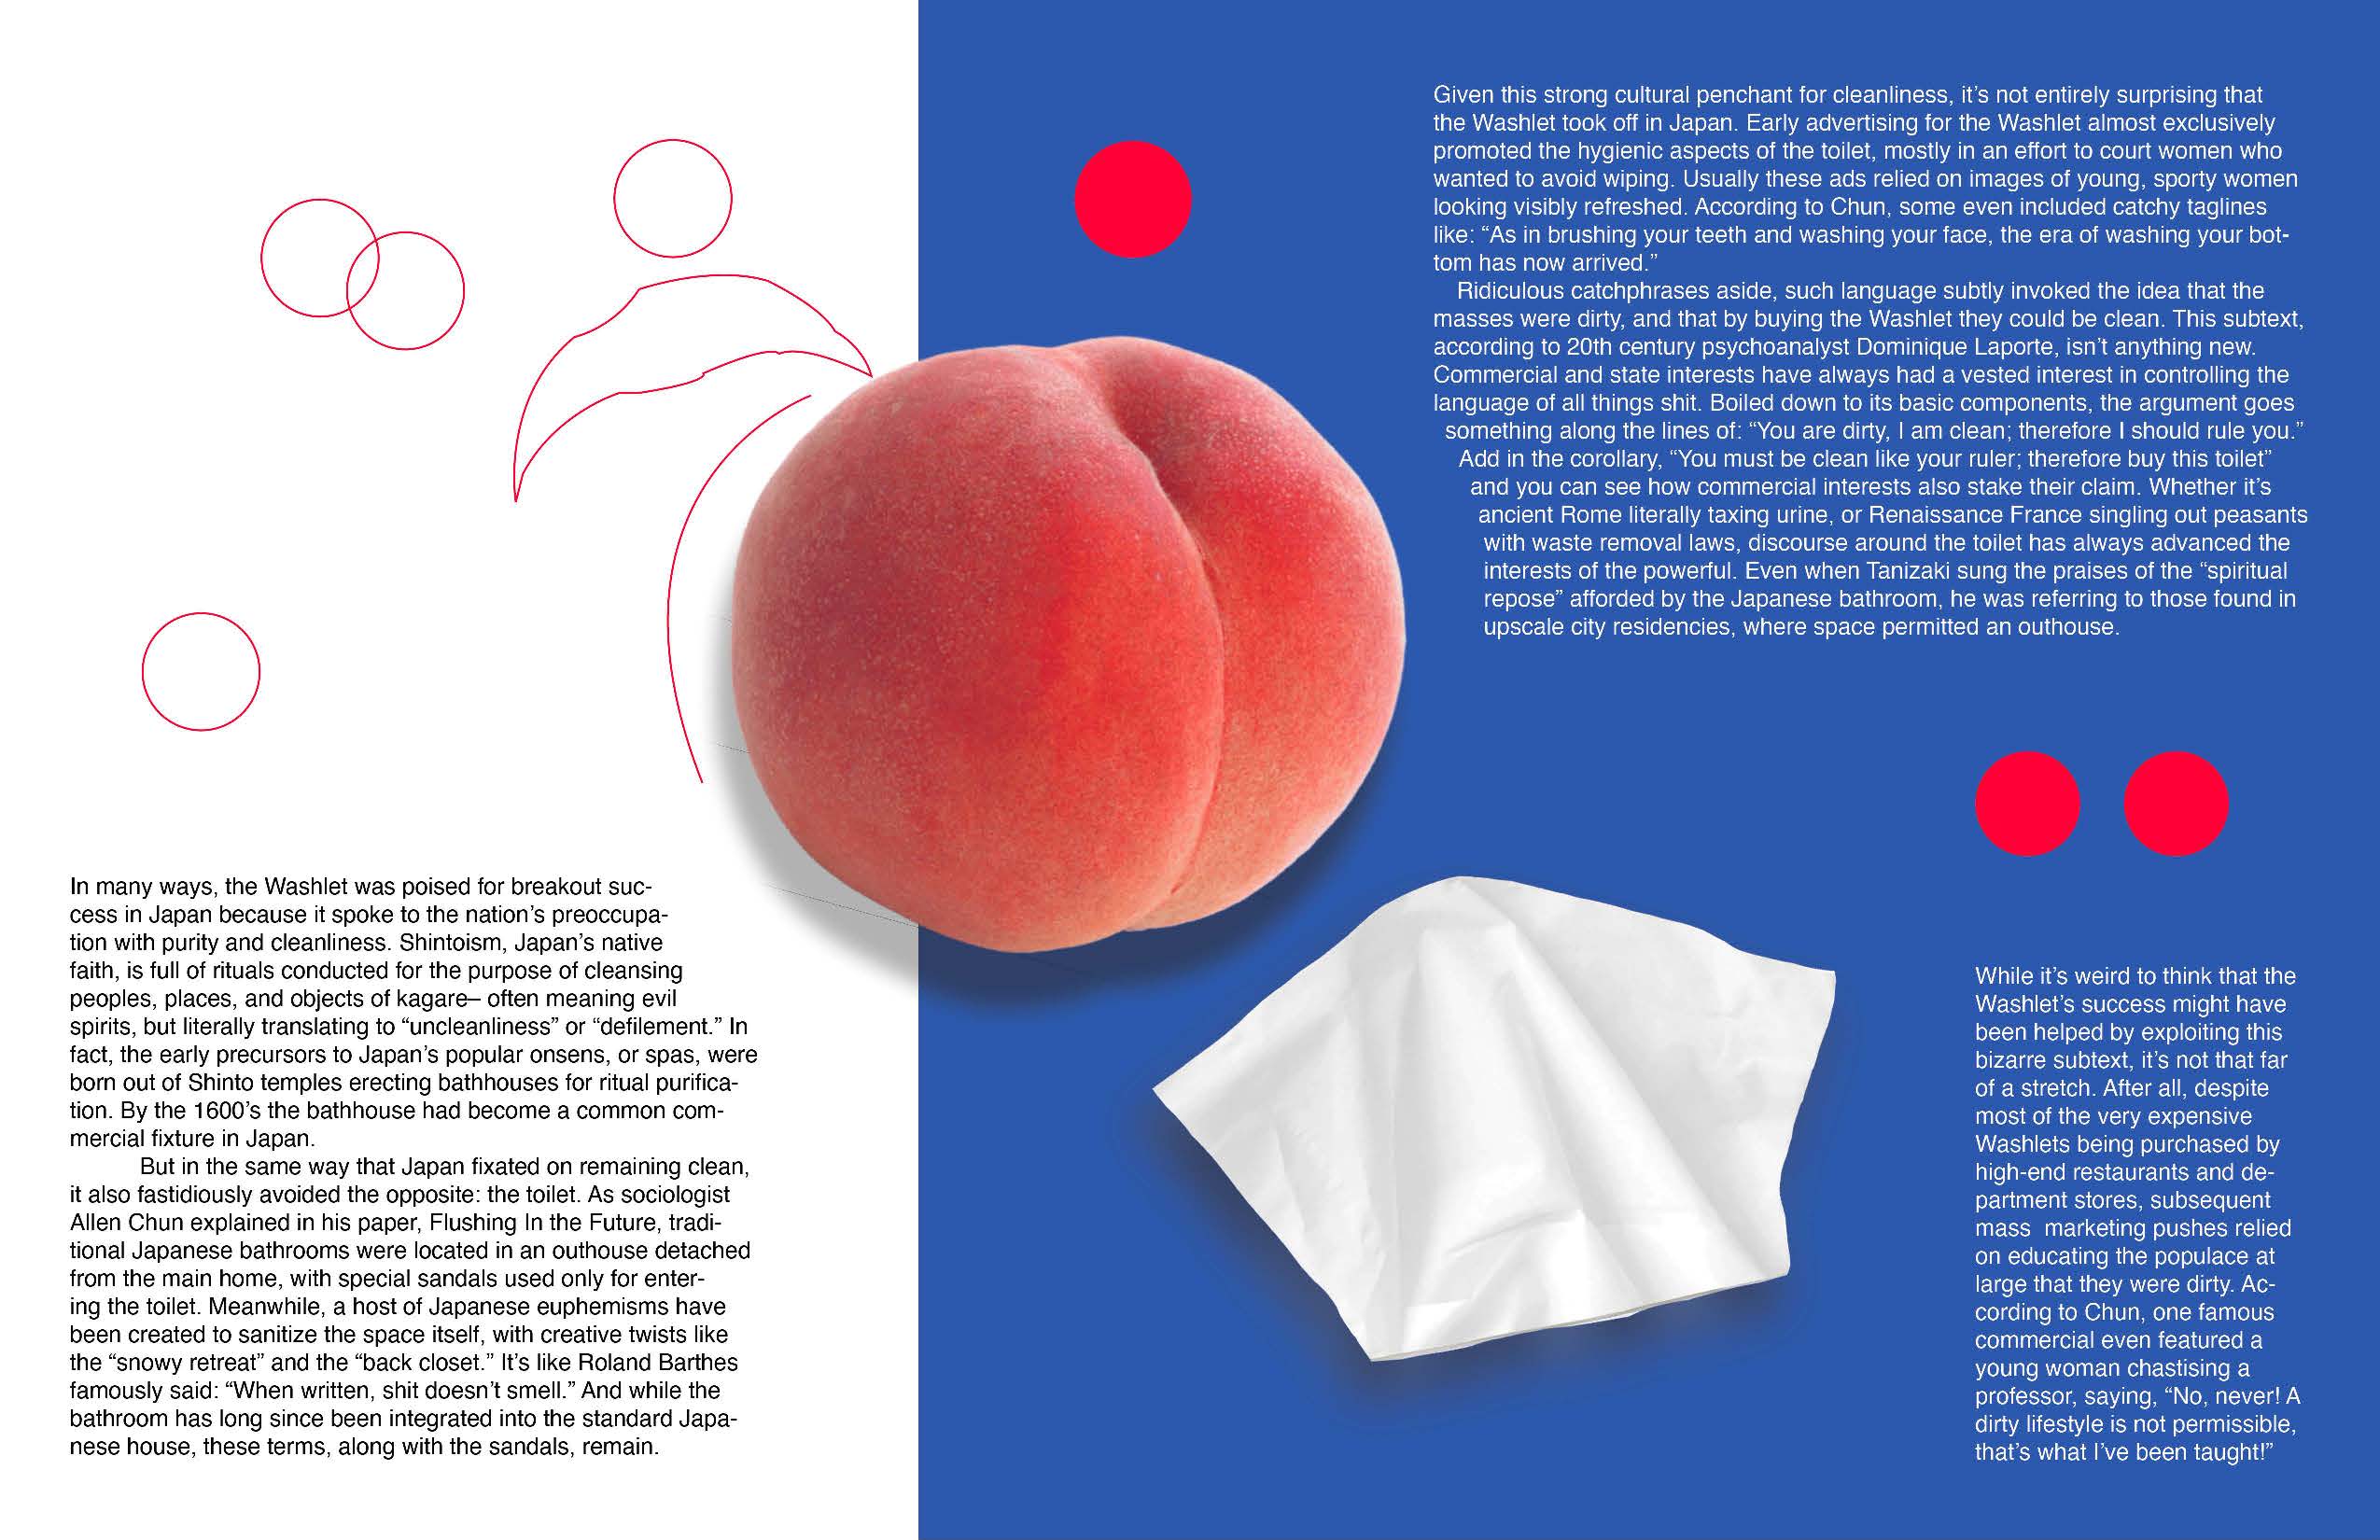 In many ways, the Washlet was poised for breakout suc-
cess in Japan because it spoke to the nation’s preoccupa-
tion with purity and cleanliness. Shintoism, Japan’s native
faith, is full of rituals conducted for the purpose of cleansing
peoples, places, and objects of kagare– often meaning evil
spirits, but literally translating to “uncleanliness” or “defilement.” In
fact, the early precursors to Japan’s popular onsens, or spas, were
born out of Shinto temples erecting bathhouses for ritual purifica-
tion. By the 1600’s the bathhouse had become a common com-
mercial fixture in Japan.
But in the same way that Japan fixated on remaining clean,
it also fastidiously avoided the opposite: the toilet. As sociologist
Allen Chun explained in his paper, Flushing In the Future, tradi-
tional Japanese bathrooms were located in an outhouse detached
from the main home, with special sandals used only for enter-
ing the toilet. Meanwhile, a host of Japanese euphemisms have
been created to sanitize the space itself, with creative twists like
the “snowy retreat” and the “back closet.” It’s like Roland Barthes
famously said: “When written, shit doesn’t smell.” And while the
bathroom has long since been integrated into the standard Japa-
nese house, these terms, along with the sandals, remain.
Given this strong cultural penchant for cleanliness, it’s not entirely surprising that
the Washlet took off in Japan. Early advertising for the Washlet almost exclusively
promoted the hygienic aspects of the toilet, mostly in an effort to court women who
wanted to avoid wiping. Usually these ads relied on images of young, sporty women
looking visibly refreshed. According to Chun, some even included catchy taglines
like: “As in brushing your teeth and washing your face, the era of washing your bot-
tom has now arrived.”
Ridiculous catchphrases aside, such language subtly invoked the idea that the
masses were dirty, and that by buying the Washlet they could be clean. This subtext,
according to 20th century psychoanalyst Dominique Laporte, isn’t anything new.
Commercial and state interests have always had a vested interest in controlling the
language of all things shit. Boiled down to its basic components, the argument goes
something along the lines of: “You are dirty, I am clean; therefore I should rule you.”
Add in the corollary, “You must be clean like your ruler; therefore buy this toilet”
and you can see how commercial interests also stake their claim. Whether it’s
ancient Rome literally taxing urine, or Renaissance France singling out peasants
with waste removal laws, discourse around the toilet has always advanced the
interests of the powerful. Even when Tanizaki sung the praises of the “spiritual
repose” afforded by the Japanese bathroom, he was referring to those found in
upscale city residencies, where space permitted an outhouse.
While it’s weird to think that the
Washlet’s success might have
been helped by exploiting this
bizarre subtext, it’s not that far
of a stretch. After all, despite
most of the very expensive
Washlets being purchased by
high-end restaurants and de-
partment stores, subsequent
mass  marketing pushes relied
on educating the populace at
large that they were dirty. Ac-
cording to Chun, one famous
commercial even featured a
young woman chastising a
professor, saying, “No, never! A
dirty lifestyle is not permissible,
that’s what I’ve been taught!”